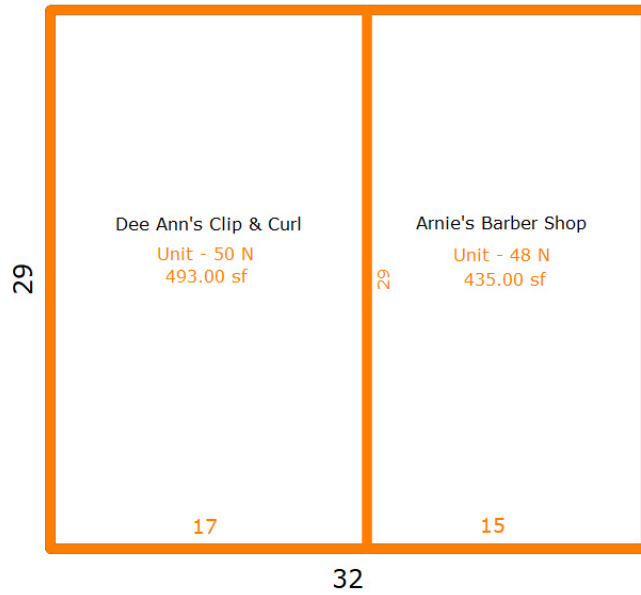 Dee Ann's Clip & Curl
Unit - 50 N
493.00 sf
Arnie's Barber Shop
Unit - 48 N
435.00 sf
29
29
17
15
32